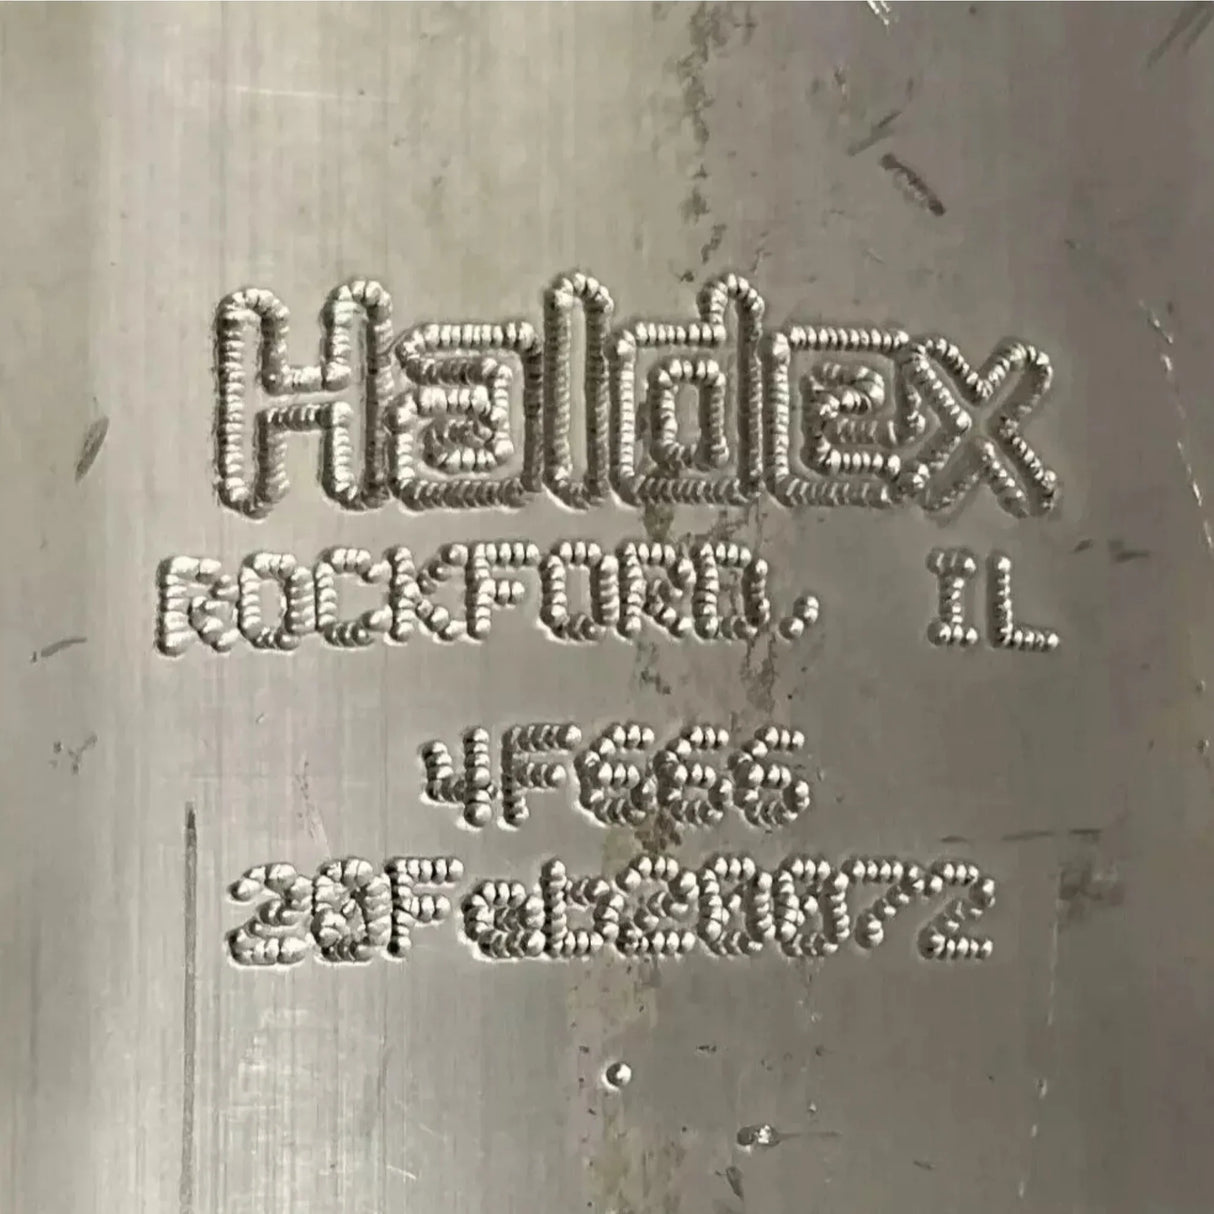 Haldex
ROCKFORD, IL
4F666
20Feb20072